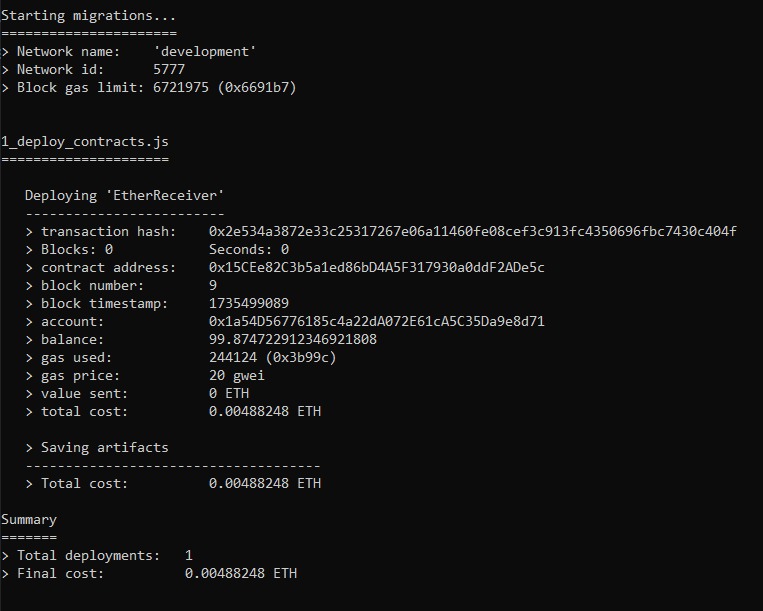 Starting migrations...
======================
> Network name:    'development'
> Network id:      5777
> Block gas limit: 6721975 (0x6691b7)
1_deploy_contracts.js
=====================
Deploying 'EtherReceiver'
-------------------------
> transaction hash:    0x2e534a3872e33c25317267e06a11460fe08cef3c913fc4350696fbc7430c404f
> Blocks: 0            Seconds: 0
> contract address:    0x15CEe82C3b5a1ed86bD4A5F317930a0ddF2ADe5c
> block number:        9
> block timestamp:     1735499089
> account:             0x1a54D56776185c4a22dA072E61cA5C35Da9e8d71
> balance:             99.874722912346921808
> gas used:            244124 (0x3b99c)
> gas price:           20 gwei
> value sent:          0 ETH
> total cost:          0.00488248 ETH
> Saving artifacts
-------------------------------------
> Total cost:          0.00488248 ETH
Summary
=======
> Total deployments:   1
> Final cost:          0.00488248 ETH